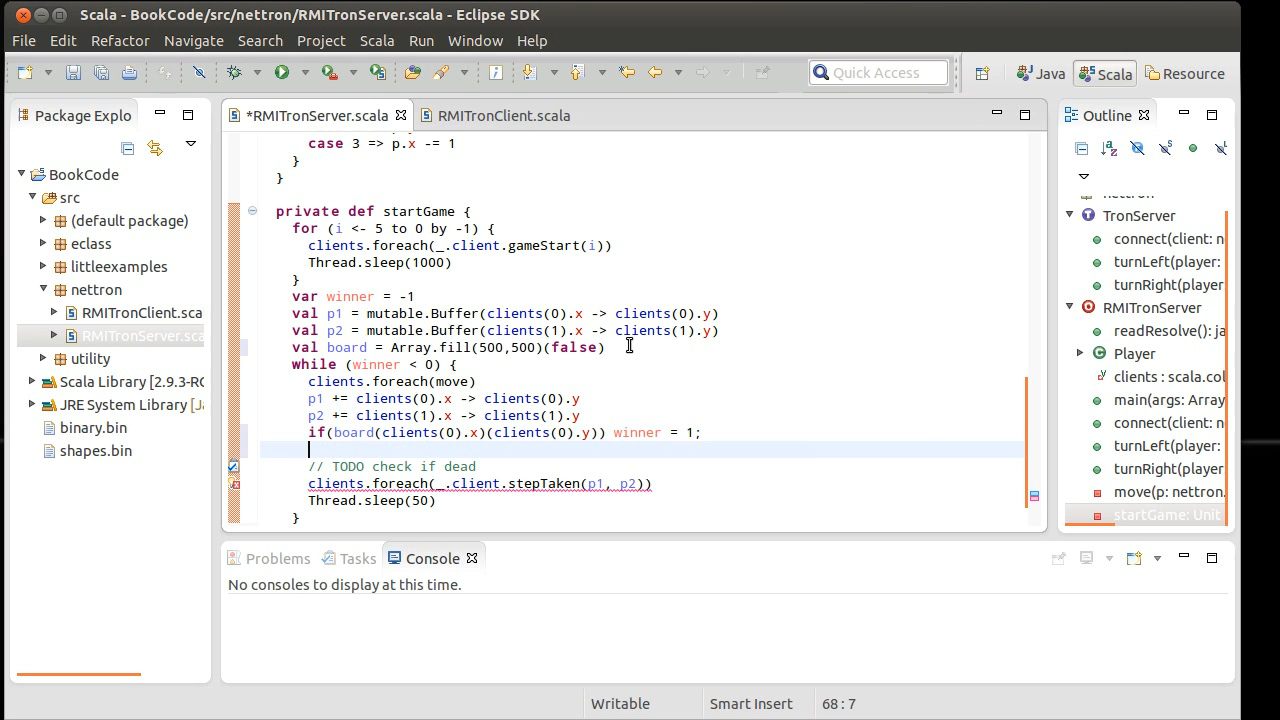 Scala - BookCode/src/nettron/RMITronServer.scala - Eclipse SDK
File Edit Refactor Navigate Search Project Scala Run Window Help
Quick Access
Java
Scala
Resource
Package Explo
*RMITronServer.scala
RMITronClient.scala
Outline
BookCode
src
(default package)
eclass
littleexamples
nettron
RMITronClient.sca
RMITronServer.sca
utility
Scala Library [2.9.3-RC
JRE System Library [Ja
binary.bin
shapes.bin
case 3 => p.x -= 1
}
}
private def startGame {
for (i <- 5 to 0 by -1) {
clients.foreach(_.client.gameStart(i))
Thread.sleep(1000)
}
var winner = -1
val p1 = mutable.Buffer(clients(0).x -> clients(0).y)
val p2 = mutable.Buffer(clients(1).x -> clients(1).y)
val board = Array.fill(500,500)(false)
while (winner < 0) {
clients.foreach(move)
p1 += clients(0).x -> clients(0).y
p2 += clients(1).x -> clients(1).y
if(board(clients(0).x)(clients(0).y)) winner = 1;
// TODO check if dead
clients.foreach(_.client.stepTaken(p1, p2))
Thread.sleep(50)
}
nettron
TronServer
connect(client: n
turnLeft(player:
turnRight(player
RMITronServer
readResolve(): ja
Player
clients : scala.col
main(args: Array
connect(client: n
turnLeft(player:
turnRight(player
move(p: nettron.
startGame: Unit
Problems
Tasks
Console
No consoles to display at this time.
Writable
Smart Insert
68 : 7